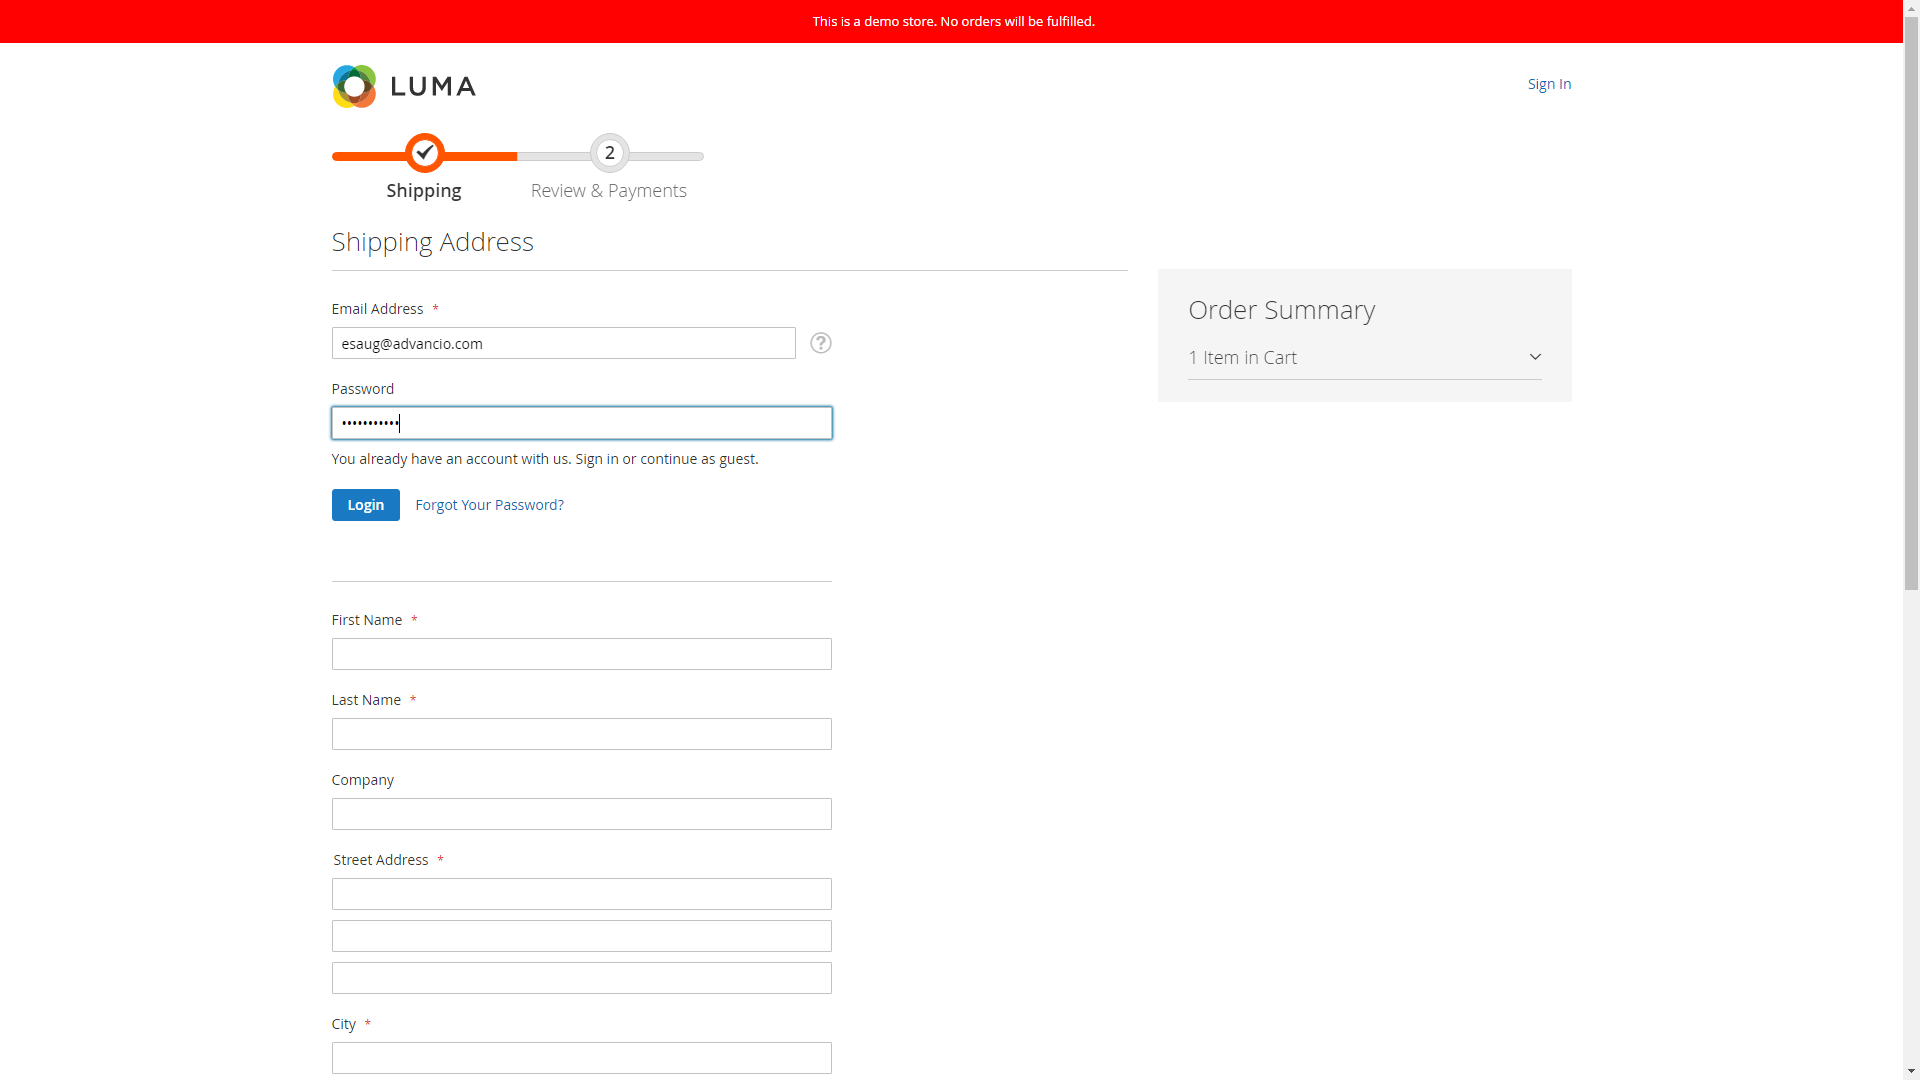 This is a demo store. No orders will be fulfilled.
LUMA
Sign In
2
Shipping
Review & Payments
Shipping Address
Email Address *
esaug@advancio.com
Password
•••••••••••
You already have an account with us. Sign in or continue as guest.
Login
Forgot Your Password?
First Name *
Last Name *
Company
Street Address *
City *
Order Summary
1 Item in Cart